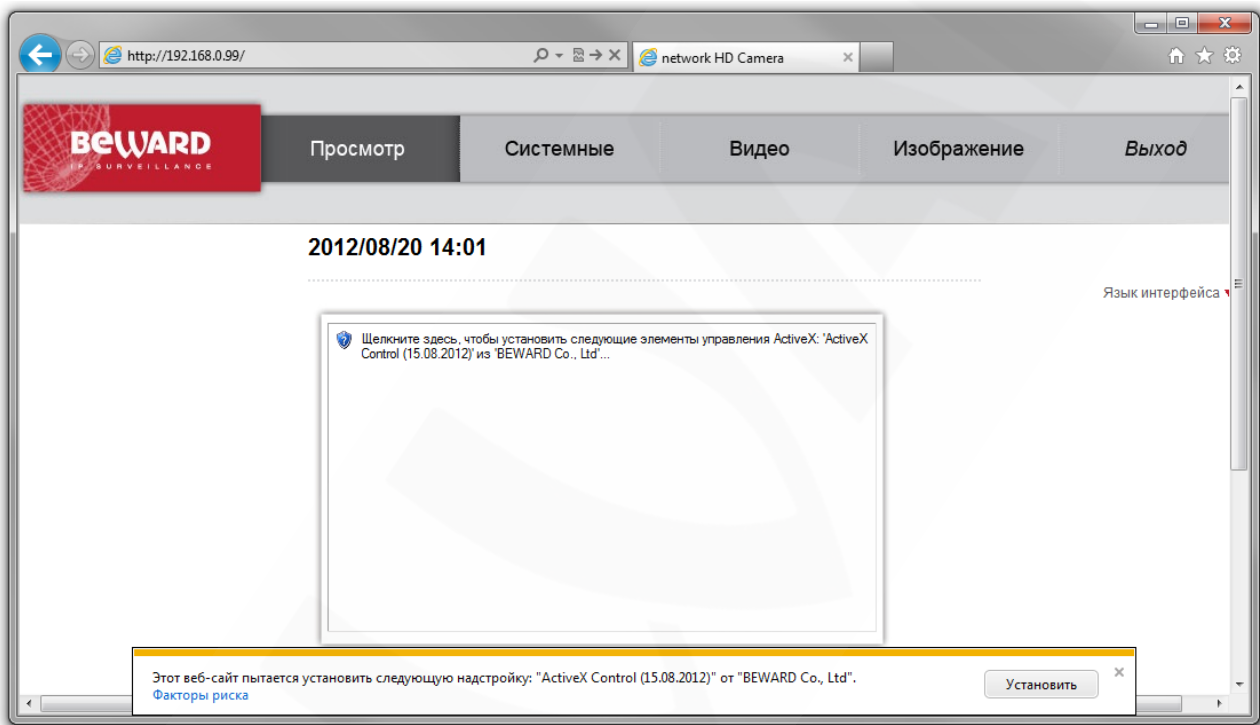 http://192.168.0.99/
network HD Camera
BEWARD
IP SURVEILLANCE
Просмотр
Системные
Видео
Изображение
Выход
2012/08/20 14:01
Язык интерфейса
Щелкните здесь, чтобы установить следующие элементы управления ActiveX: 'ActiveX
Control (15.08.2012)' из 'BEWARD Co., Ltd'...
Этот веб-сайт пытается установить следующую надстройку: "ActiveX Control (15.08.2012)" от "BEWARD Co., Ltd".
Факторы риска
Установить